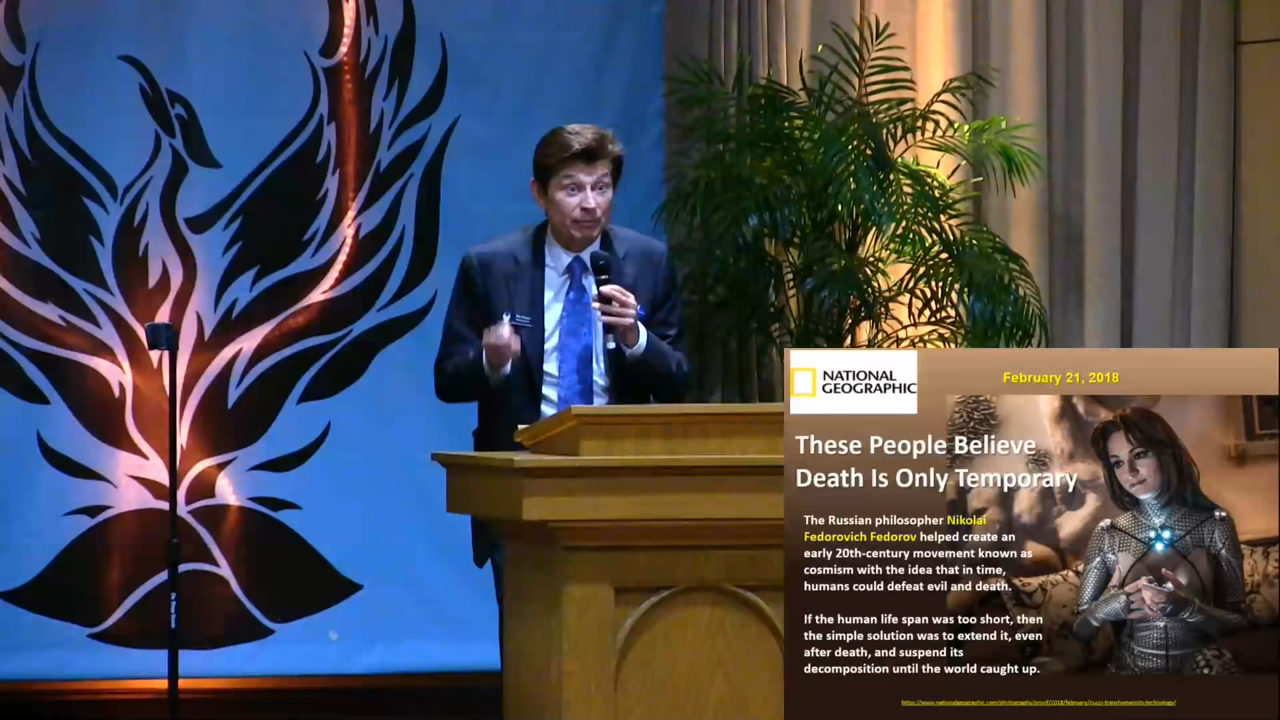 NATIONAL
GEOGRAPHIC
February 21, 2018
These People Believe
Death Is Only Temporary
The Russian philosopher Nikolai
Fedorovich Fedorov helped create an
early 20th-century movement known as
cosmism with the idea that in time,
humans could defeat evil and death.
If the human life span was too short, then
the simple solution was to extend it, even
after death, and suspend its
decomposition until the world caught up.